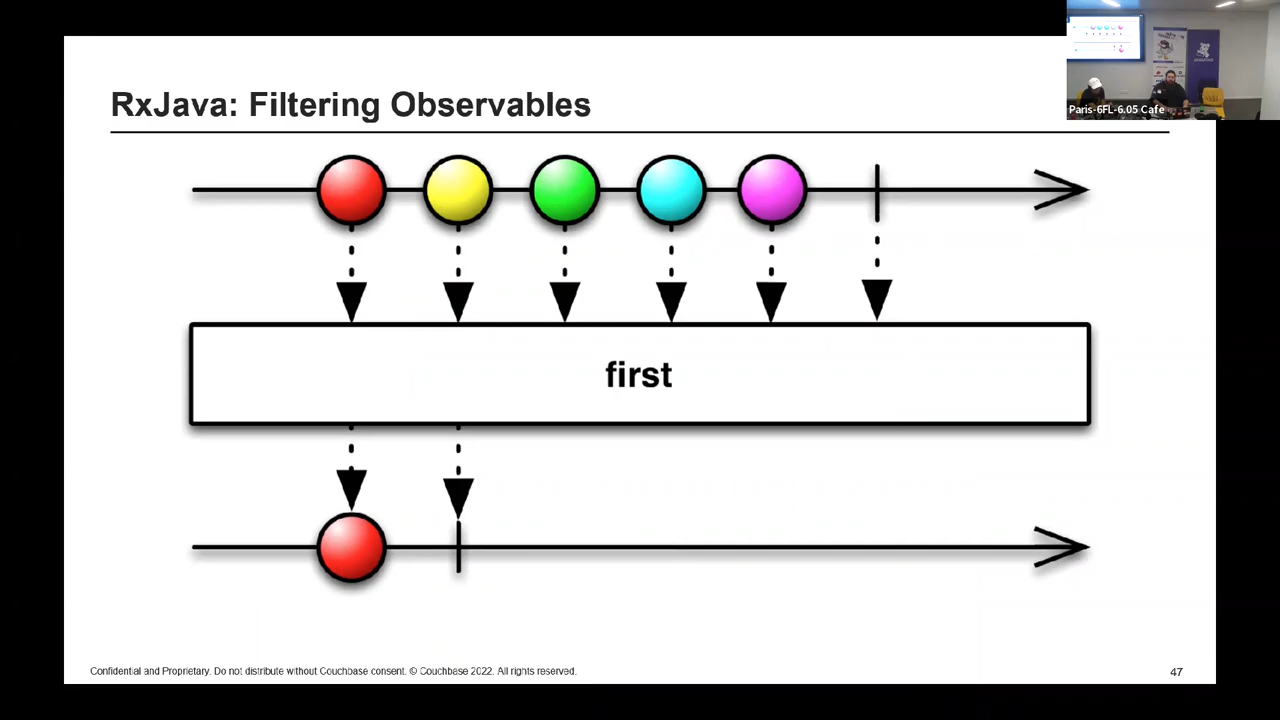 RxJava: Filtering Observables
Paris-6FL-6.05 Cafe
first
Confidential and Proprietary. Do not distribute without Couchbase consent. © Couchbase 2022. All rights reserved.
47